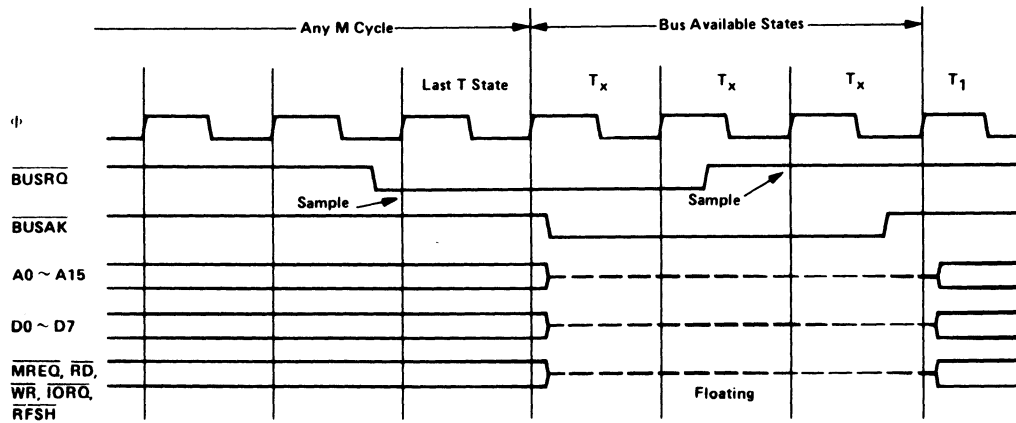 Any M Cycle
Bus Available States
Last T State
Tx
Tx
Tx
T1
Φ
BUSRQ
Sample
Sample
BUSAK
A0 ~ A15
D0 ~ D7
MREQ, RD,
WR, IORQ,
RFSH
Floating